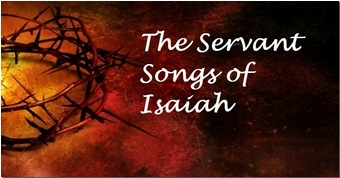 The Servant
Songs of
Isaiah